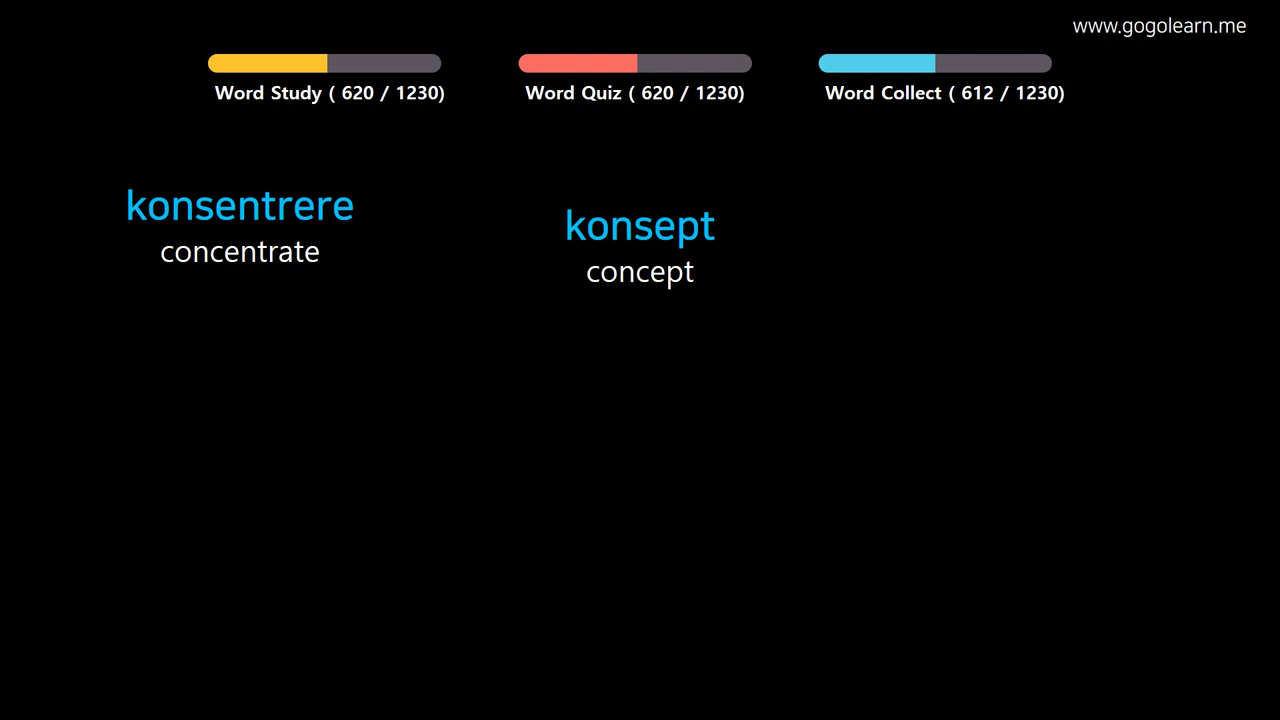 www.gogolearn.me
Word Study ( 620 / 1230)
Word Quiz ( 620 / 1230)
Word Collect ( 612 / 1230)
konsentrere
concentrate
konsept
concept